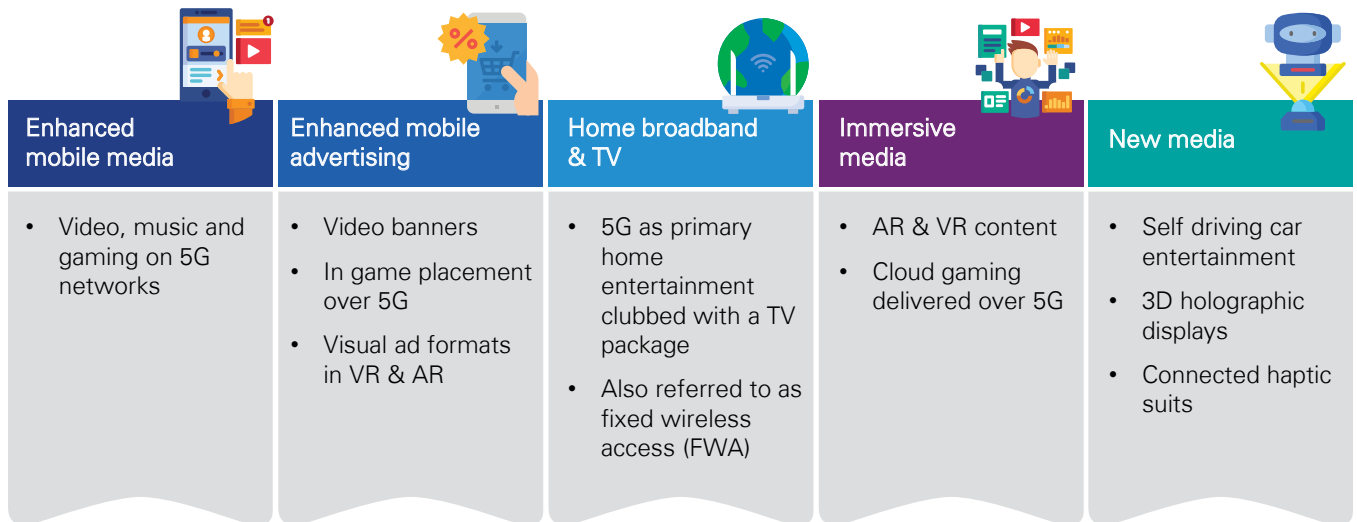 Enhanced
mobile media
• Video, music and
gaming on 5G
networks
Enhanced mobile
advertising
• Video banners
• In game placement
over 5G
• Visual ad formats
in VR & AR
Home broadband
& TV
• 5G as primary
home
entertainment
clubbed with a TV
package
• Also referred to as
fixed wireless
access (FWA)
Immersive
media
• AR & VR content
• Cloud gaming
delivered over 5G
New media
• Self driving car
entertainment
• 3D holographic
displays
• Connected haptic
suits